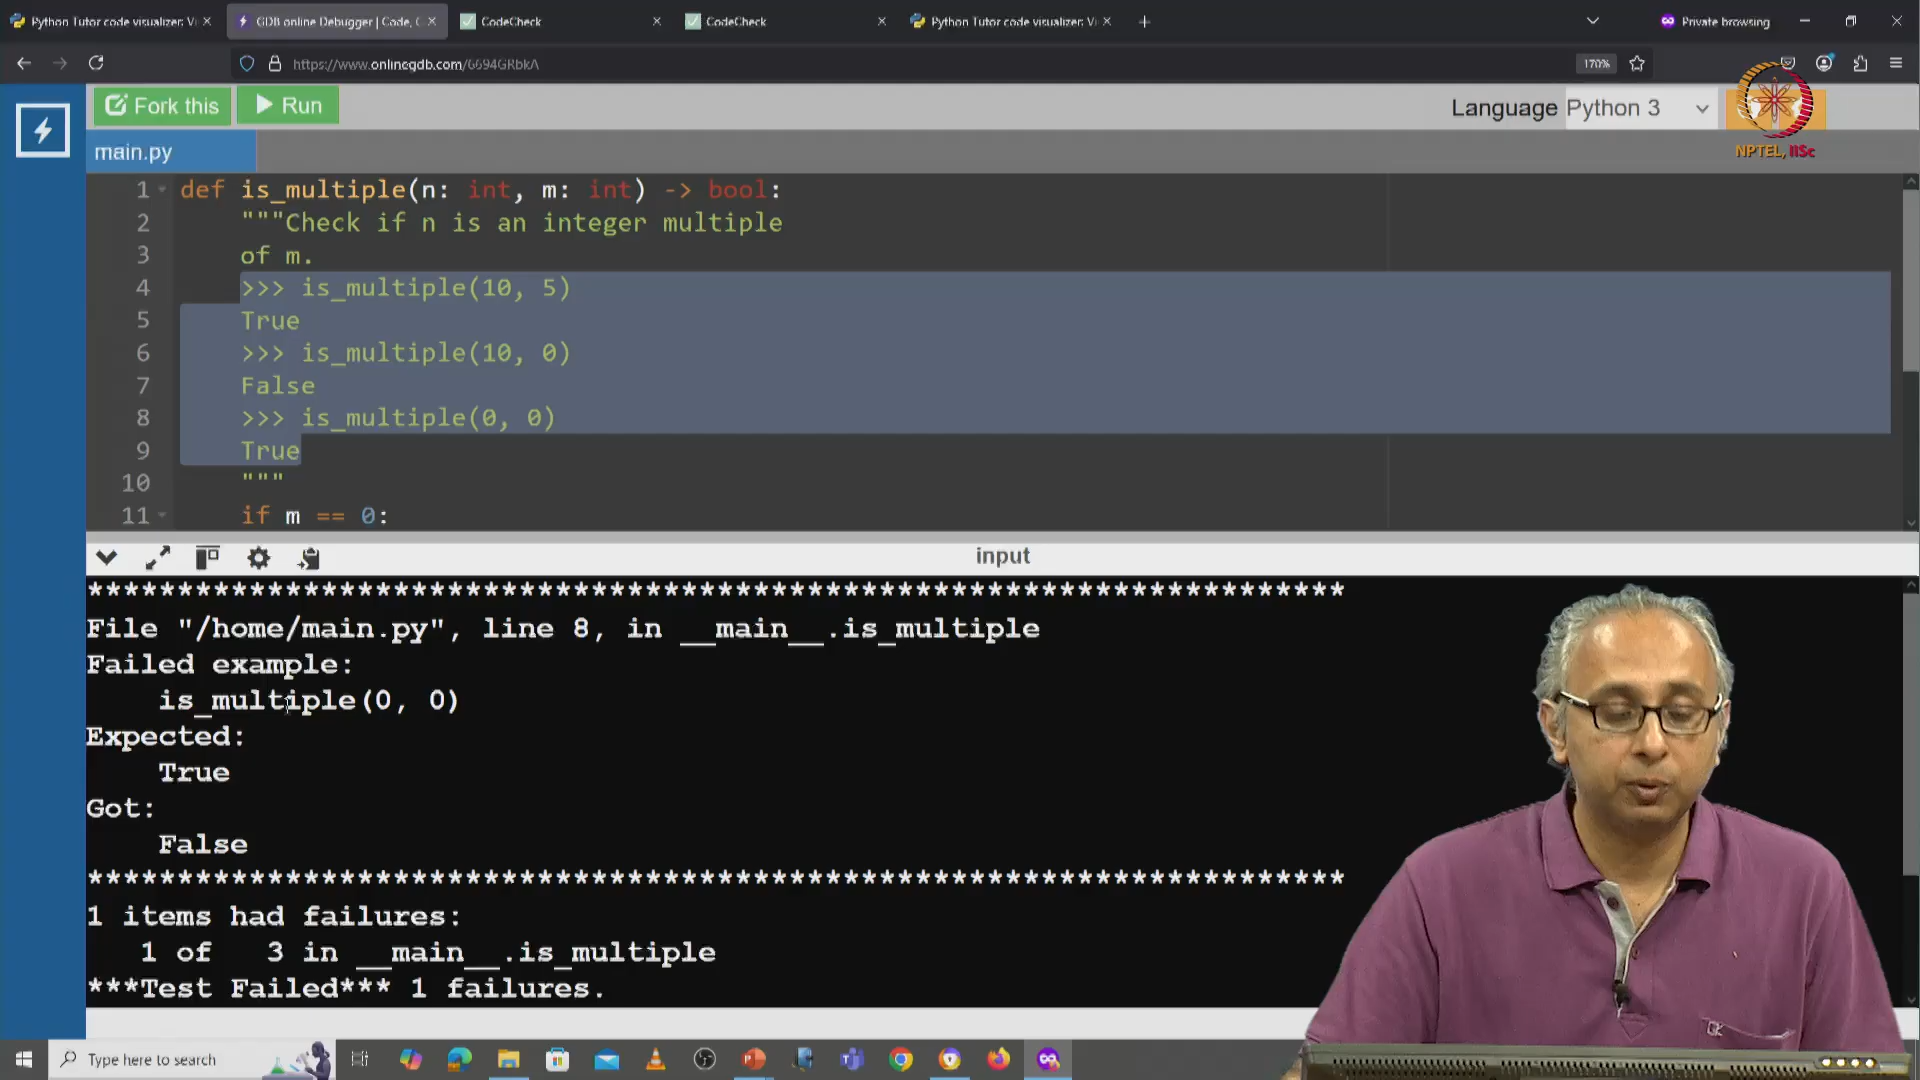 Python Tutor code visualizer: Vi
GDB online Debugger | Code, C
CodeCheck
CodeCheck
Python Tutor code visualizer: Vi
Private browsing
https://www.onlinegdb.com/6694GRbkA
170%
Fork this
Run
Language Python 3
NPTEL, IISc
main.py
1 def is_multiple(n: int, m: int) -> bool:
2 """Check if n is an integer multiple
3 of m.
4 >>> is_multiple(10, 5)
5 True
6 >>> is_multiple(10, 0)
7 False
8 >>> is_multiple(0, 0)
9 True
10 """
11 if m == 0:
input
**********************************************************************
File "/home/main.py", line 8, in __main__.is_multiple
Failed example:
is_multiple(0, 0)
Expected:
True
Got:
False
**********************************************************************
1 items had failures:
1 of 3 in __main__.is_multiple
***Test Failed*** 1 failures.
Type here to search